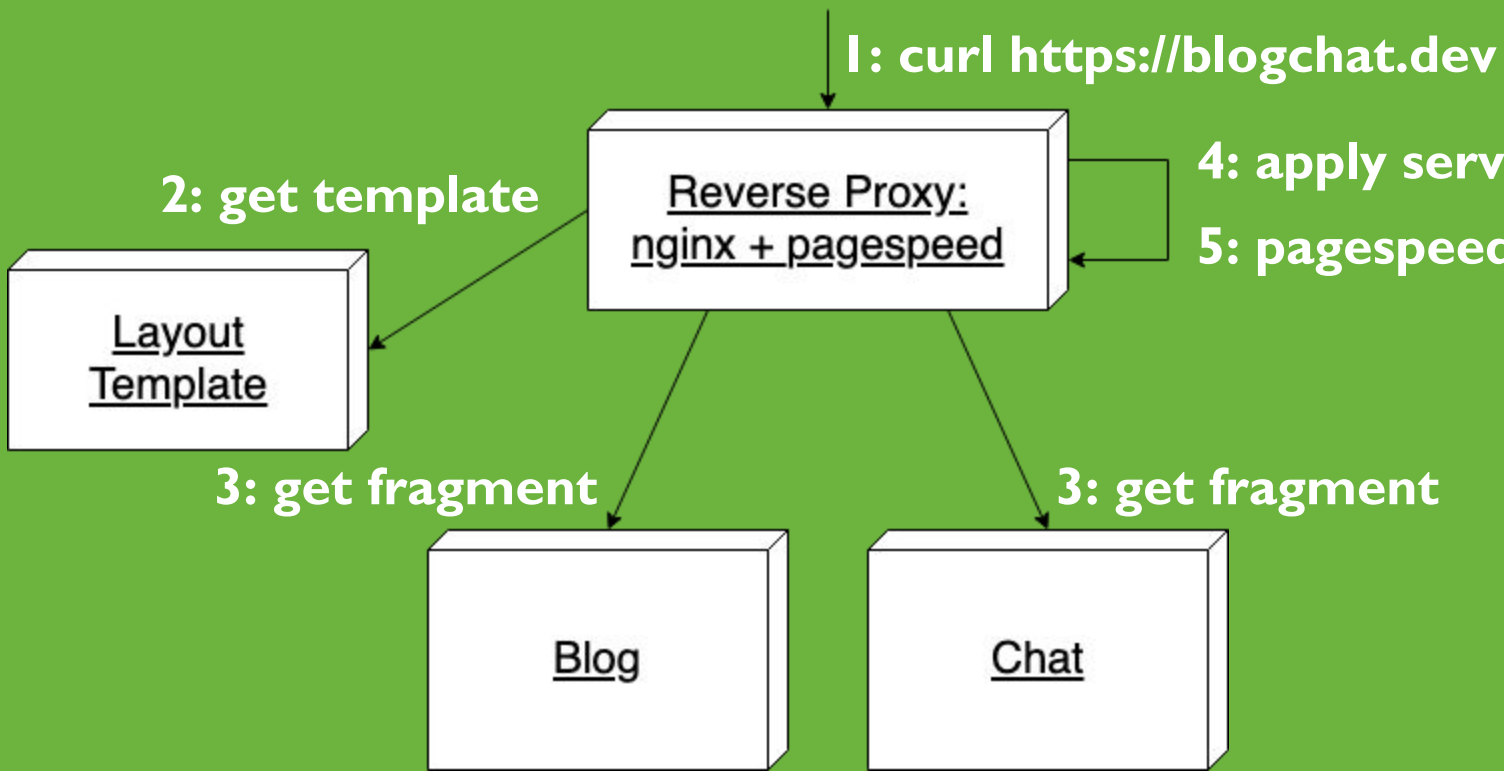 1: curl https://blogchat.dev
4: apply serv
2: get template
Reverse Proxy:
nginx + pagespeed
5: pagespeed
Layout
Template
3: get fragment
3: get fragment
Blog
Chat